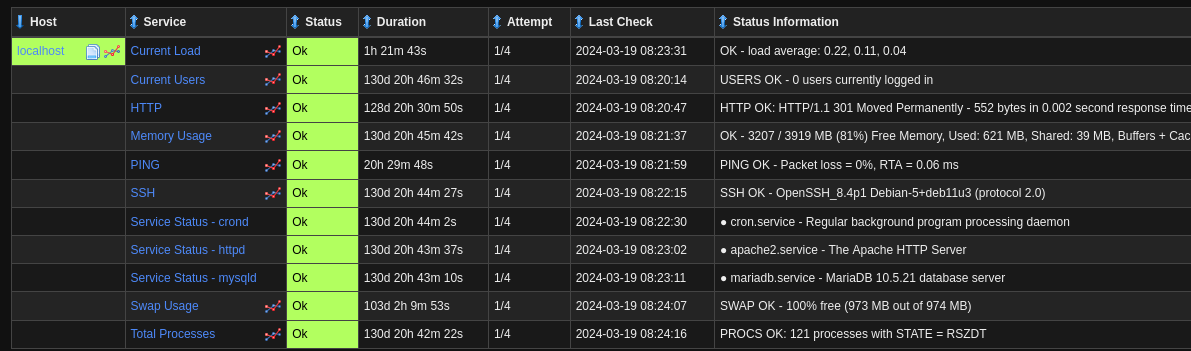 Host Service Status Duration Attempt Last Check Status Information
localhost Current Load Ok 1h 21m 43s 1/4 2024-03-19 08:23:31 OK - load average: 0.22, 0.11, 0.04
Current Users Ok 130d 20h 46m 32s 1/4 2024-03-19 08:20:14 USERS OK - 0 users currently logged in
HTTP Ok 128d 20h 30m 50s 1/4 2024-03-19 08:20:47 HTTP OK: HTTP/1.1 301 Moved Permanently - 552 bytes in 0.002 second response time
Memory Usage Ok 130d 20h 45m 42s 1/4 2024-03-19 08:21:37 OK - 3207 / 3919 MB (81%) Free Memory, Used: 621 MB, Shared: 39 MB, Buffers + Cac
PING Ok 20h 29m 48s 1/4 2024-03-19 08:21:59 PING OK - Packet loss = 0%, RTA = 0.06 ms
SSH Ok 130d 20h 44m 27s 1/4 2024-03-19 08:22:15 SSH OK - OpenSSH_8.4p1 Debian-5+deb11u3 (protocol 2.0)
Service Status - crond Ok 130d 20h 44m 2s 1/4 2024-03-19 08:22:30 ● cron.service - Regular background program processing daemon
Service Status - httpd Ok 130d 20h 43m 37s 1/4 2024-03-19 08:23:02 ● apache2.service - The Apache HTTP Server
Service Status - mysqld Ok 130d 20h 43m 10s 1/4 2024-03-19 08:23:11 ● mariadb.service - MariaDB 10.5.21 database server
Swap Usage Ok 103d 2h 9m 53s 1/4 2024-03-19 08:24:07 SWAP OK - 100% free (973 MB out of 974 MB)
Total Processes Ok 130d 20h 42m 22s 1/4 2024-03-19 08:24:16 PROCS OK: 121 processes with STATE = RSZDT